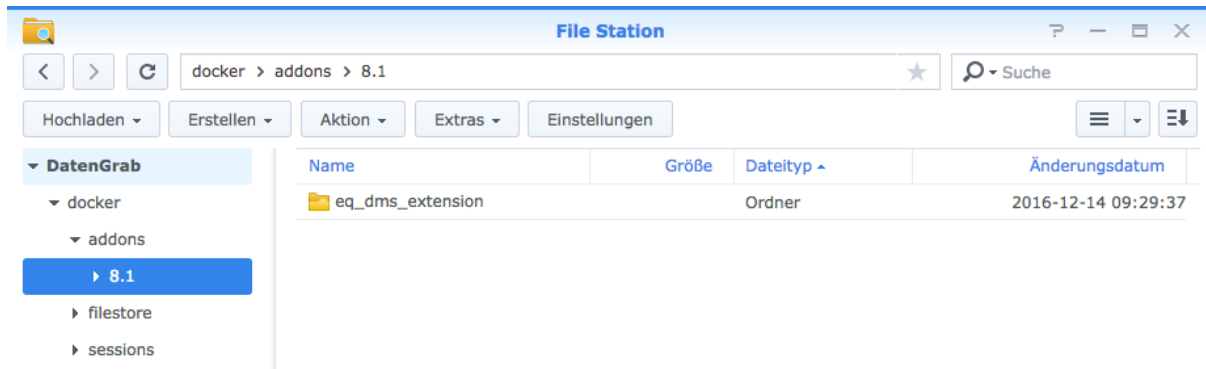 File Station
docker > addons > 8.1
Suche
Hochladen Erstellen Aktion Extras Einstellungen
DatenGrab
docker
addons
8.1
filestore
sessions
Name Größe Dateityp Änderungsdatum
eq_dms_extension Ordner 2016-12-14 09:29:37